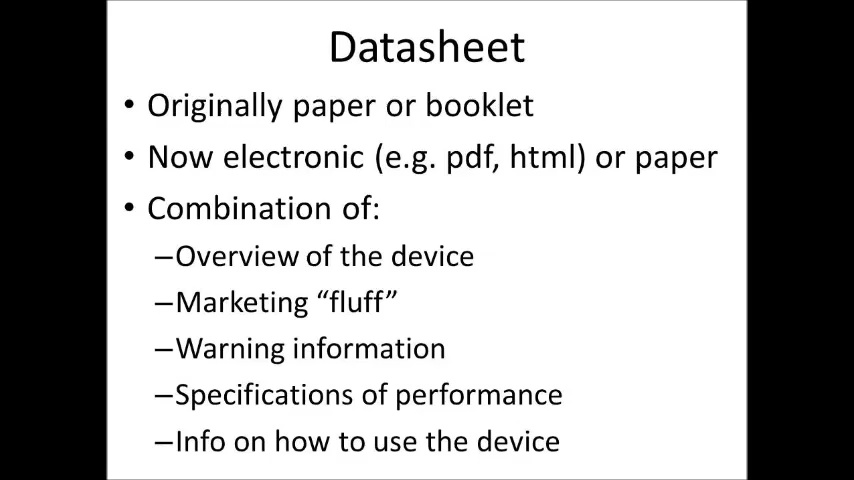 Datasheet
• Originally paper or booklet
• Now electronic (e.g. pdf, html) or paper
• Combination of:
–Overview of the device
–Marketing “fluff”
–Warning information
–Specifications of performance
–Info on how to use the device